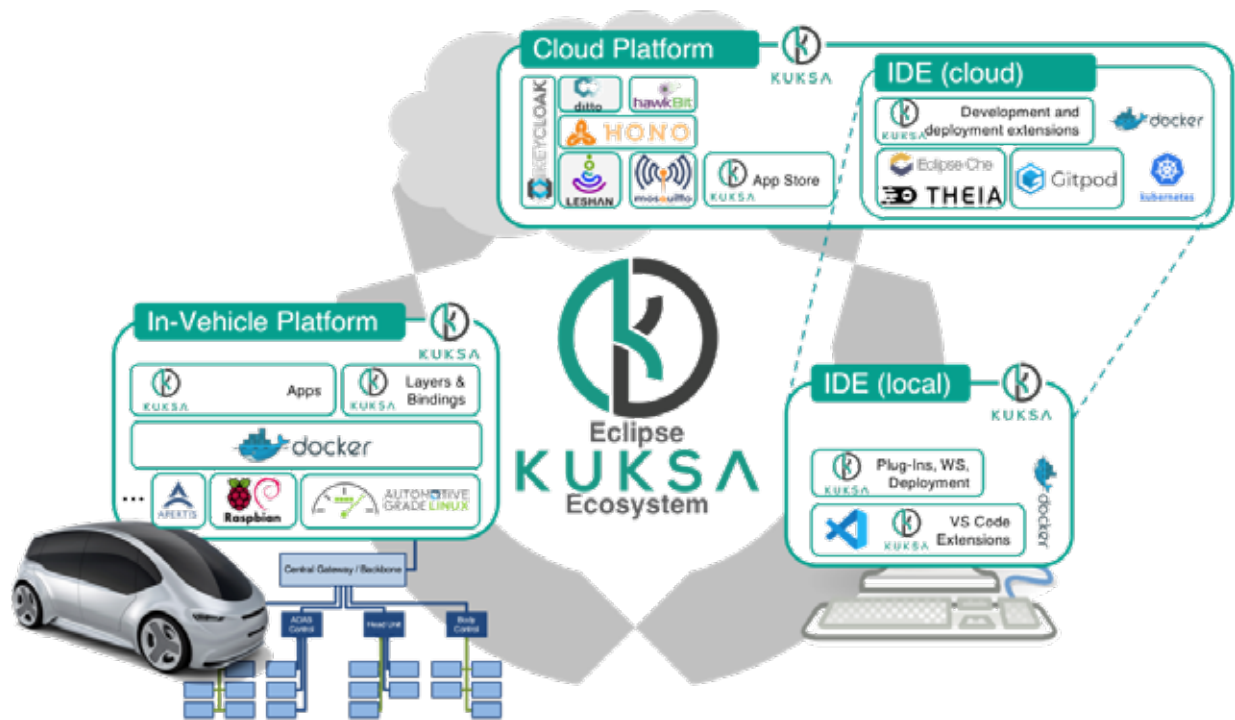 Cloud Platform
KUKSA
KEYCLOAK
ditto
hawkBit
HONO
LESHAN
mosquitto
KUKSA
App Store
IDE (cloud)
KUKSA
Development and
deployment extensions
docker
Eclipse Che
THEIA
Gitpod
kubernetes
In-Vehicle Platform
KUKSA
KUKSA
Apps
KUKSA
Layers &
Bindings
docker
...
APERTIS
Raspbian
AUTOMOTIVE
GRADE LINUX
Central Gateway / Backbone
ADAS
Control
Head Unit
Body
Control
Eclipse
KUKSA
Ecosystem
IDE (local)
KUKSA
KUKSA
Plug-Ins, WS,
Deployment
docker
KUKSA
VS Code
Extensions